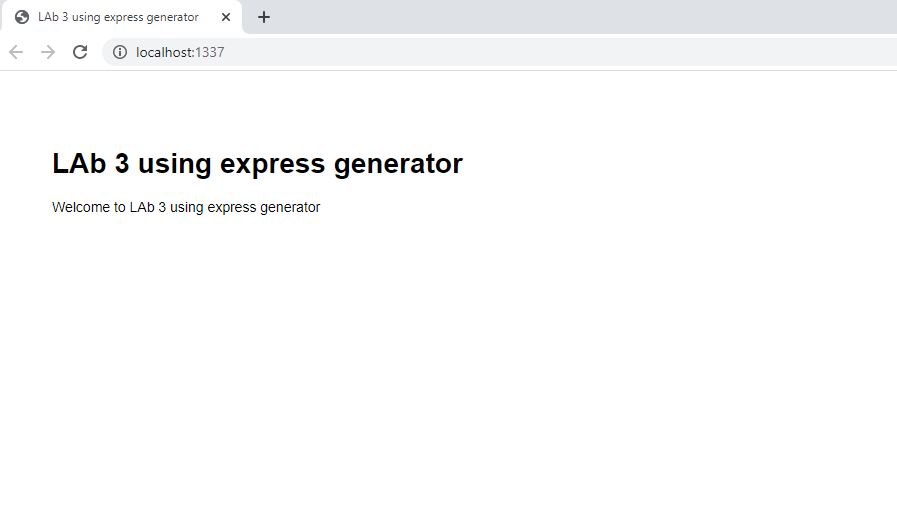 LAb 3 using express generator
localhost:1337
LAb 3 using express generator
Welcome to LAb 3 using express generator